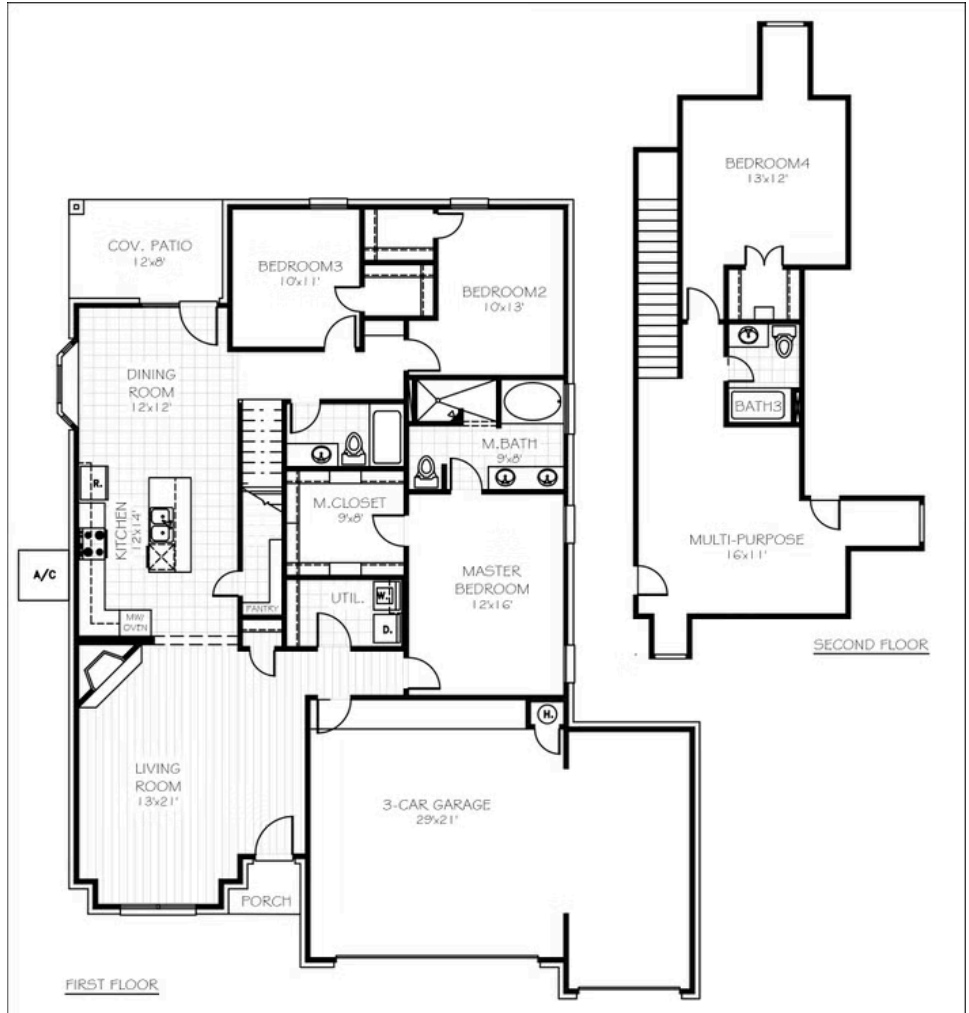 COV. PATIO
12'x8'
BEDROOM3
10'x11'
BEDROOM2
10'x13'
DINING
ROOM
12'x12'
M.BATH
9'x8'
R.
KITCHEN
12'x14'
M.CLOSET
9'x8'
MASTER
BEDROOM
12'x16'
A/C
MW/
OVEN
PANTRY
UTIL.
W.
D.
H.
LIVING
ROOM
13'x21'
3-CAR GARAGE
29'x21'
PORCH
FIRST FLOOR
BEDROOM4
13'x12'
BATH3
MULTI-PURPOSE
16'x11'
SECOND FLOOR